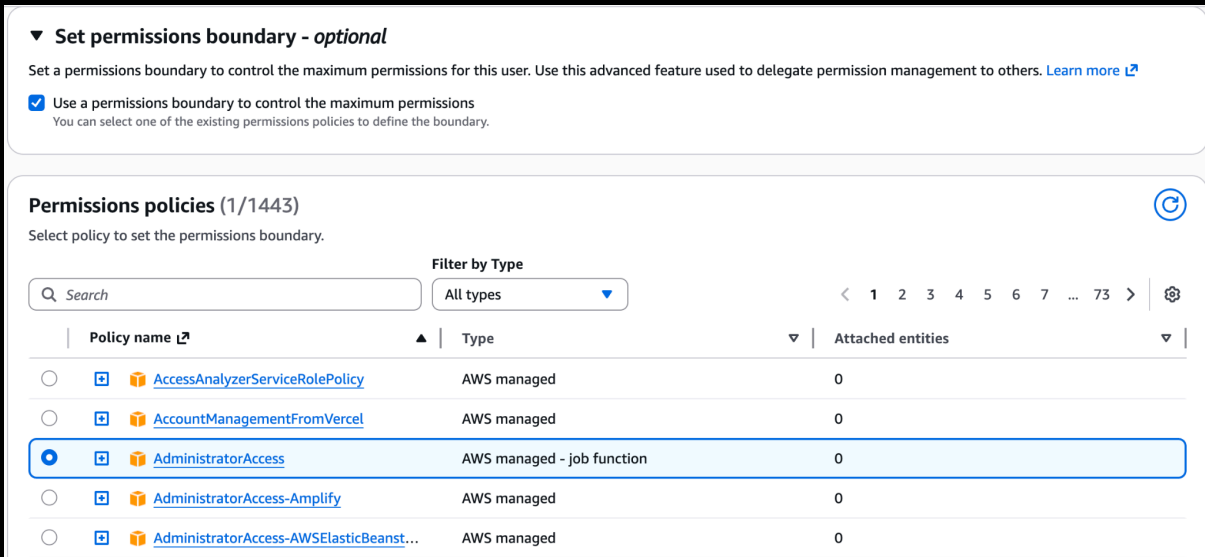 Set permissions boundary - optional
Set a permissions boundary to control the maximum permissions for this user. Use this advanced feature used to delegate permission management to others. Learn more
Use a permissions boundary to control the maximum permissions
You can select one of the existing permissions policies to define the boundary.
Permissions policies (1/1443)
Select policy to set the permissions boundary.
Filter by Type
Search All types 1 2 3 4 5 6 7 ... 73
Policy name Type Attached entities
AccessAnalyzerServiceRolePolicy AWS managed 0
AccountManagementFromVercel AWS managed 0
AdministratorAccess AWS managed - job function 0
AdministratorAccess-Amplify AWS managed 0
AdministratorAccess-AWSElasticBeanst... AWS managed 0